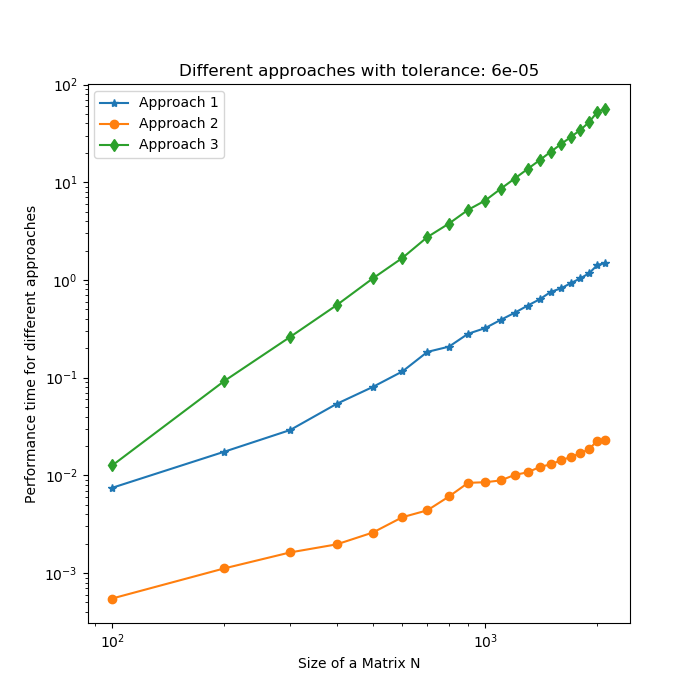 Different approaches with tolerance: 6e-05
Approach 1
Approach 2
Approach 3
Performance time for different approaches
10²
10¹
10⁰
10⁻¹
10⁻²
10⁻³
10² 10³
Size of a Matrix N